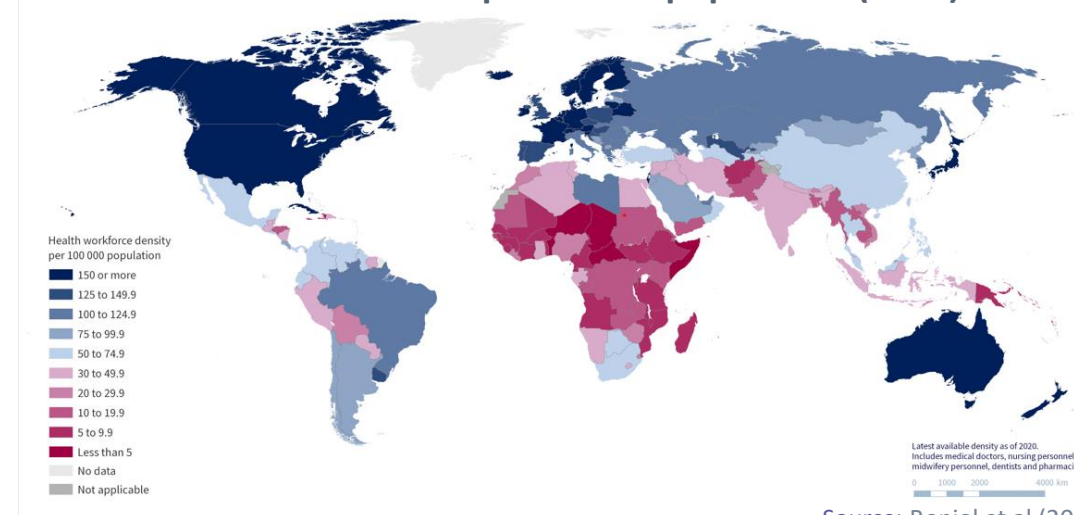 Health workforce density
per 100 000 population
150 or more
125 to 149.9
100 to 124.9
75 to 99.9
50 to 74.9
30 to 49.9
20 to 29.9
10 to 19.9
5 to 9.9
Less than 5
No data
Not applicable
Latest available density as of 2020.
Includes medical doctors, nursing personnel
midwifery personnel, dentists and pharmaci
0 1000 2000 4000 km
Source: